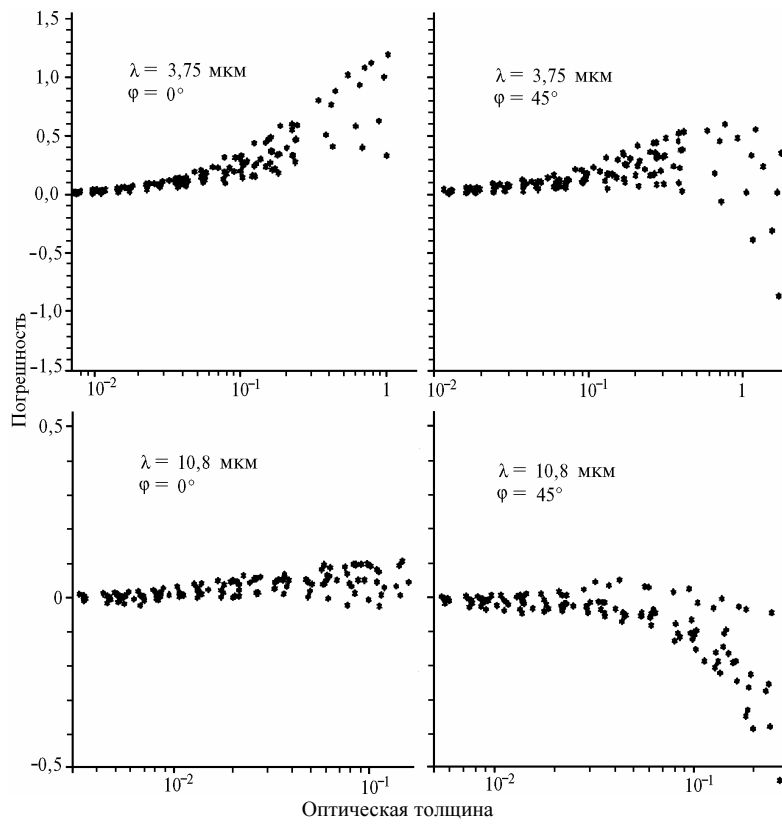 1,5
1,0
0,5
0,0
–0,5
–1,0
–1,5
λ = 3,75 мкм
φ = 0°
10⁻²
10⁻¹
1
λ = 3,75 мкм
φ = 45°
10⁻²
10⁻¹
1
Погрешность
0,5
0
–0,5
λ = 10,8 мкм
φ = 0°
10⁻²
10⁻¹
λ = 10,8 мкм
φ = 45°
10⁻²
10⁻¹
Оптическая толщина